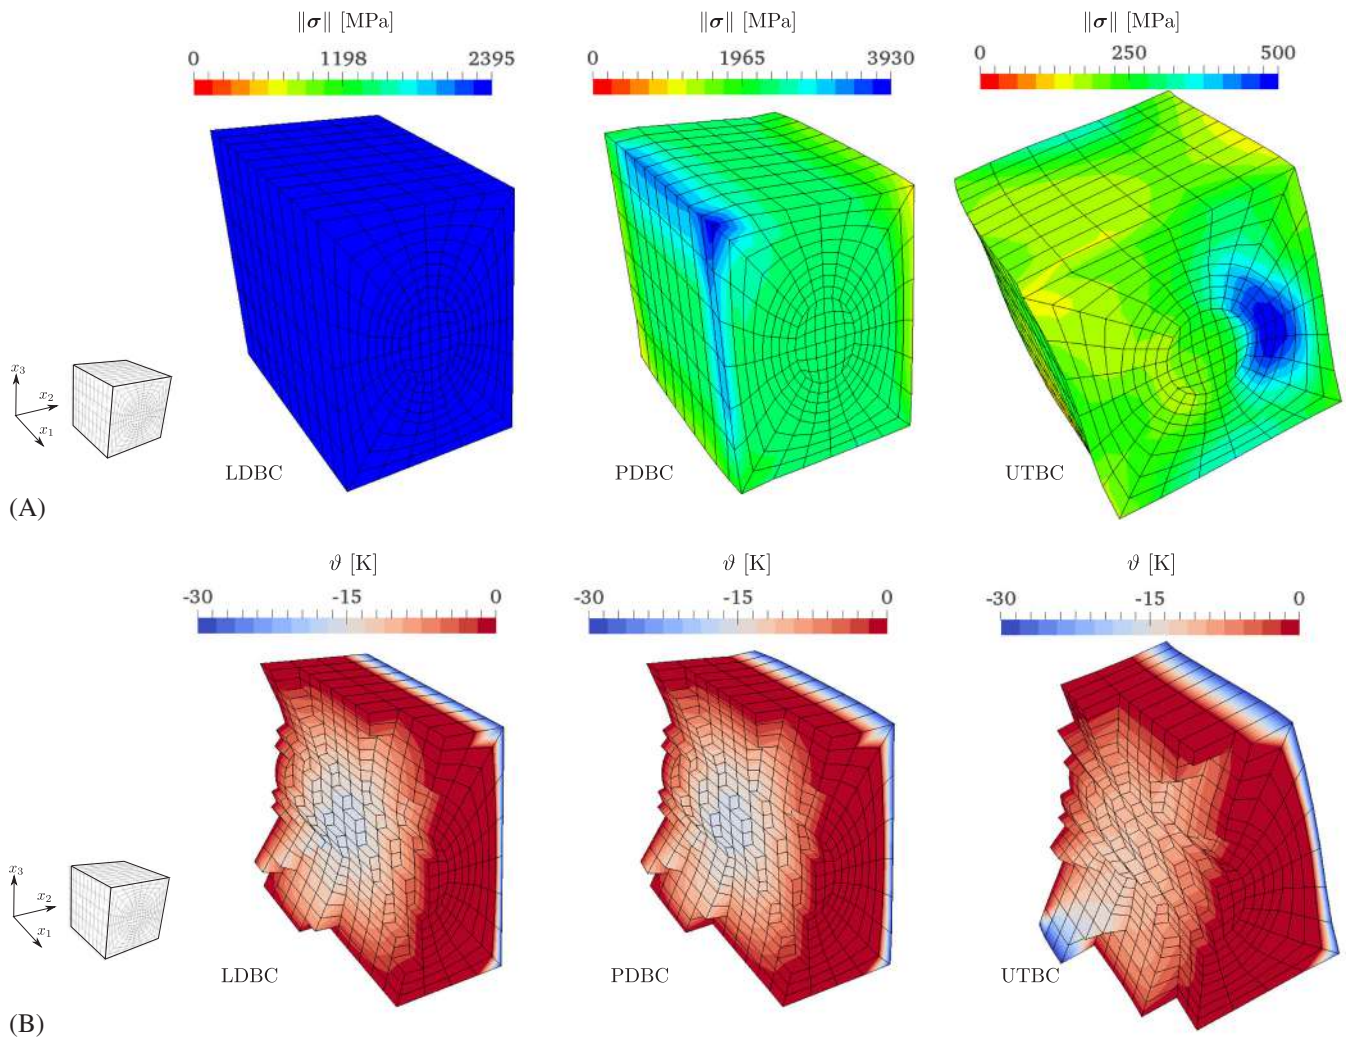 ‖σ‖ [MPa]
0 1198 2395
‖σ‖ [MPa]
0 1965 3930
‖σ‖ [MPa]
0 250 500
x3
x2
x1
LDBC
PDBC
UTBC
(A)
ϑ [K]
-30 -15 0
ϑ [K]
-30 -15 0
ϑ [K]
-30 -15 0
x3
x2
x1
LDBC
PDBC
UTBC
(B)